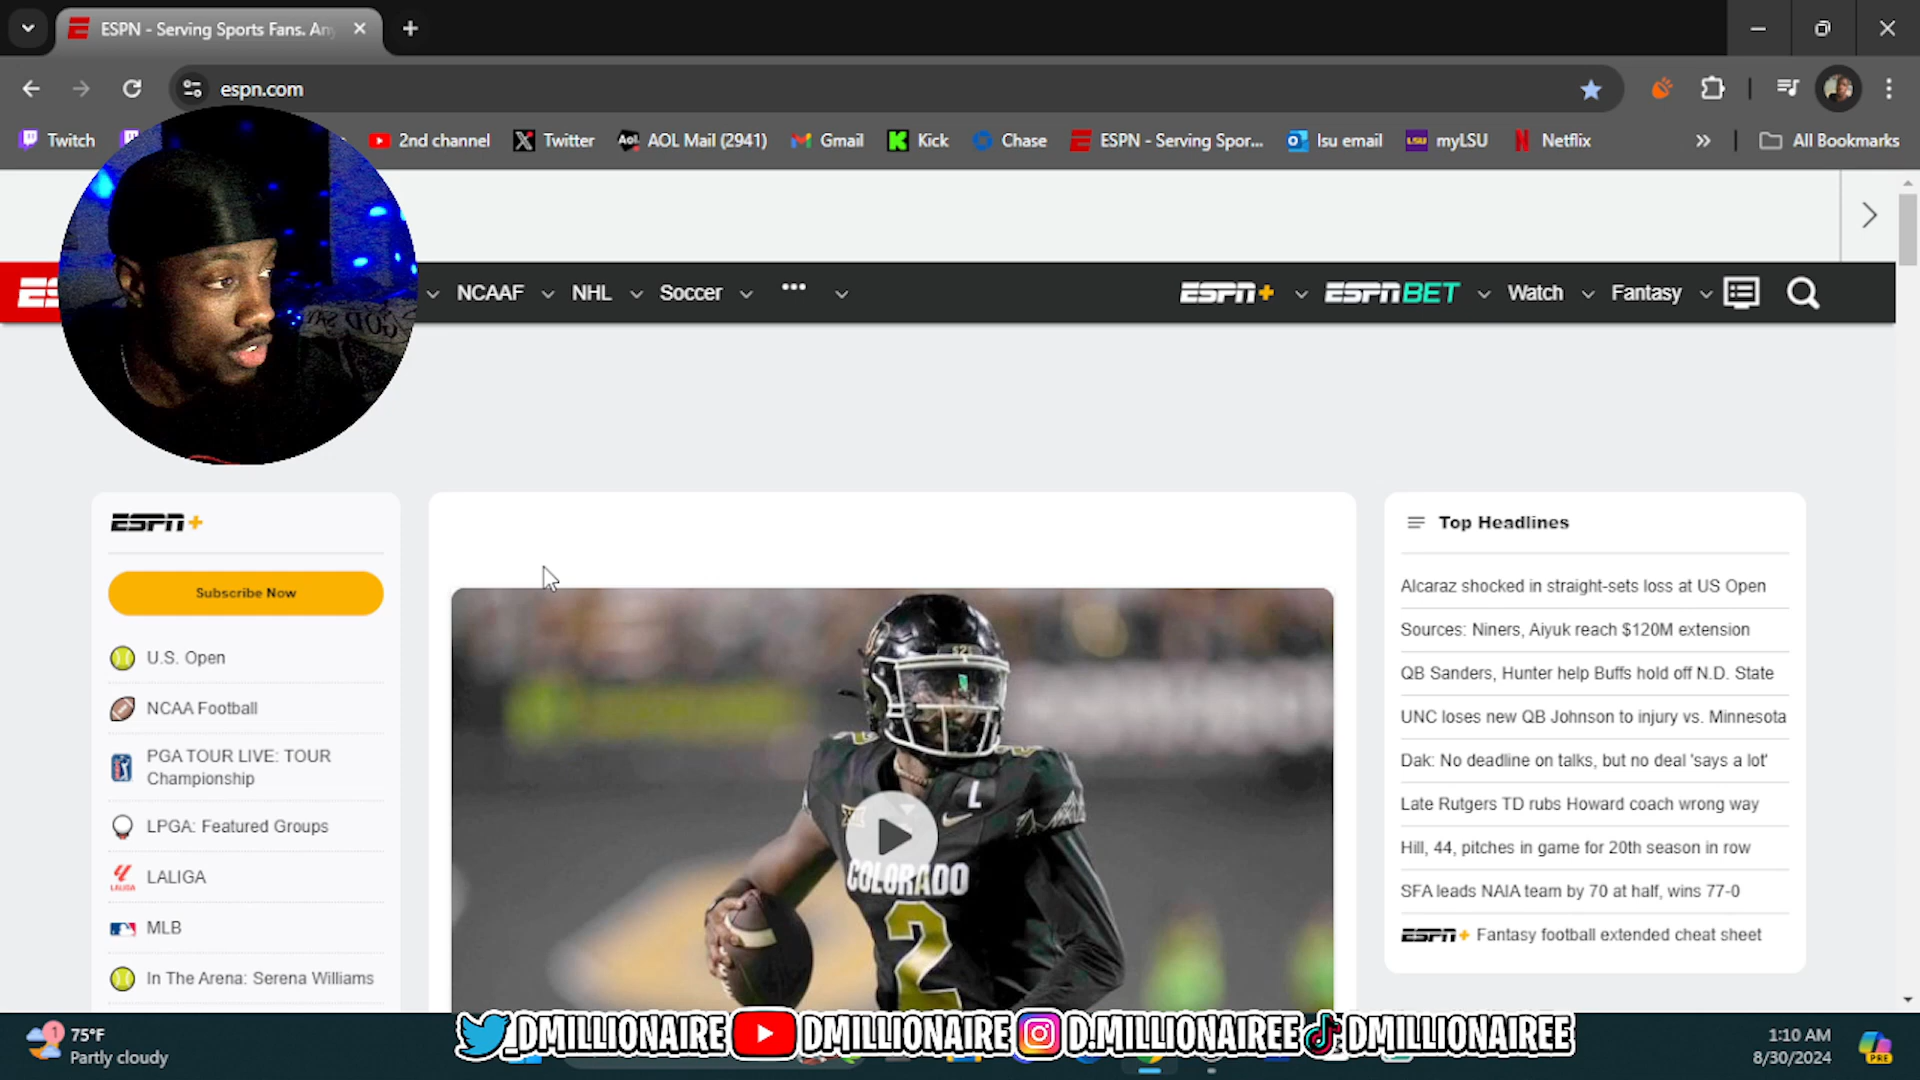 ESPN - Serving Sports Fans. Any
espn.com
Twitch
2nd channel
Twitter
AOL Mail (2941)
Gmail
Kick
Chase
ESPN - Serving Spor...
lsu email
myLSU
Netflix
All Bookmarks
NCAAF
NHL
Soccer
ESPN+
ESPN BET
Watch
Fantasy
ESPN+
Subscribe Now
U.S. Open
NCAA Football
PGA TOUR LIVE: TOUR
Championship
LPGA: Featured Groups
LALIGA
MLB
In The Arena: Serena Williams
L
COLORADO
2
Top Headlines
Alcaraz shocked in straight-sets loss at US Open
Sources: Niners, Aiyuk reach $120M extension
QB Sanders, Hunter help Buffs hold off N.D. State
UNC loses new QB Johnson to injury vs. Minnesota
Dak: No deadline on talks, but no deal 'says a lot'
Late Rutgers TD rubs Howard coach wrong way
Hill, 44, pitches in game for 20th season in row
SFA leads NAIA team by 70 at half, wins 77-0
ESPN+ Fantasy football extended cheat sheet
1
75°F
Partly cloudy
_DMILLIONAIRE DMILLIONAIRE D.MILLIONAIREE DMILLIONAIREE
1:10 AM
8/30/2024
PRE